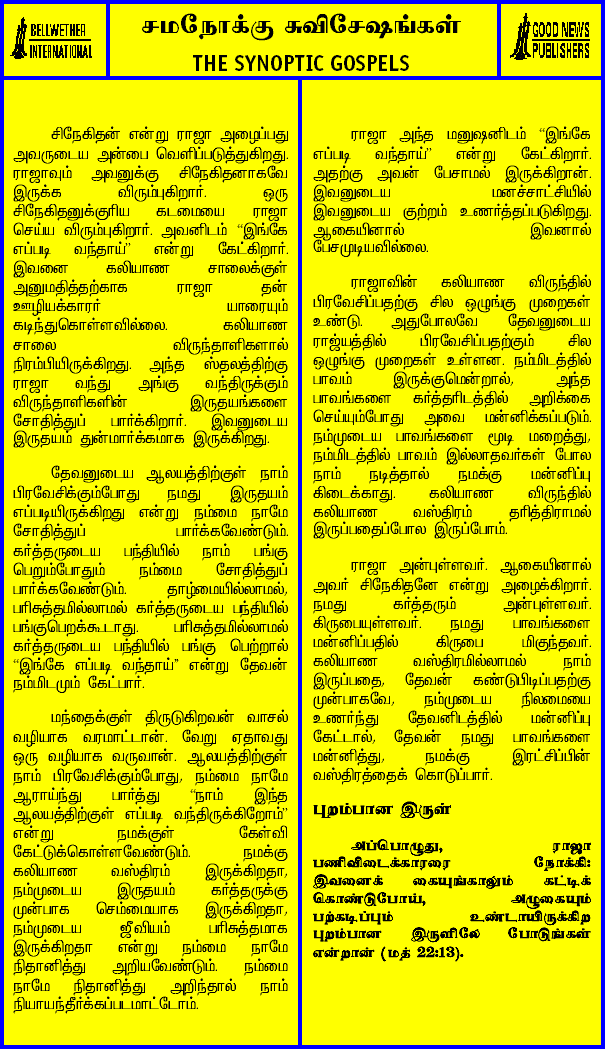 BELLWETHER
INTERNATIONAL
சமநோக்கு சுவிசேஷங்கள்
THE SYNOPTIC GOSPELS
GOOD NEWS
PUBLISHERS
சிநேகிதன் என்று ராஜா அழைப்பது
அவருடைய அன்பை வெளிப்படுத்துகிறது.
ராஜாவும் அவனுக்கு சிநேகிதனாகவே
இருக்க விரும்புகிறார். ஒரு
சிநேகிதனுக்குரிய கடமையை ராஜா
செய்ய விரும்புகிறார். அவனிடம் “இங்கே
எப்படி வந்தாய்” என்று கேட்கிறார்.
இவனை கலியாண சாலைக்குள்
அனுமதித்தற்காக ராஜா தன்
ஊழியக்காரர் யாரையும்
கடிந்துகொள்ளவில்லை. கலியாண
சாலை விருந்தாளிகளால்
நிரம்பியிருக்கிறது. அந்த ஸ்தலத்திற்கு
ராஜா வந்து அங்கு வந்திருக்கும்
விருந்தாளிகளின் இருதயங்களை
சோதித்துப் பார்க்கிறார். இவனுடைய
இருதயம் துன்மார்க்கமாக இருக்கிறது.
தேவனுடைய ஆலயத்திற்குள் நாம்
பிரவேசிக்கும்போது நமது இருதயம்
எப்படியிருக்கிறது என்று நம்மை நாமே
சோதித்துப் பார்க்கவேண்டும்.
கர்த்தருடைய பந்தியில் நாம் பங்கு
பெறும்போதும் நம்மை சோதித்துப்
பார்க்கவேண்டும். தாழ்மையில்லாமல்,
பரிசுத்தமில்லாமல் கர்த்தருடைய பந்தியில்
பங்குபெறக்கூடாது. பரிசுத்தமில்லாமல்
கர்த்தருடைய பந்தியில் பங்கு பெற்றால்
“இங்கே எப்படி வந்தாய்” என்று தேவன்
நம்மிடமும் கேட்பார்.
மந்தைக்குள் திருடுகிறவன் வாசல்
வழியாக வரமாட்டான். வேறு ஏதாவது
ஒரு வழியாக வருவான். ஆலயத்திற்குள்
நாம் பிரவேசிக்கும்போது, நம்மை நாமே
ஆராய்ந்து பார்த்து “நாம் இந்த
ஆலயத்திற்குள் எப்படி வந்திருக்கிறோம்”
என்று நமக்குள் கேள்வி
கேட்டுக்கொள்ளவேண்டும். நமக்கு
கலியாண வஸ்திரம் இருக்கிறதா,
நம்முடைய இருதயம் கர்த்தருக்கு
முன்பாக செம்மையாக இருக்கிறதா,
நம்முடைய ஜீவியம் பரிசுத்தமாக
இருக்கிறதா என்று நம்மை நாமே
நிதானித்து அறியவேண்டும். நம்மை
நாமே நிதானித்து அறிந்தால் நாம்
நியாயந்தீர்க்கப்படமாட்டோம்.
ராஜா அந்த மனுஷனிடம் “இங்கே
எப்படி வந்தாய்” என்று கேட்கிறார்.
அதற்கு அவன் பேசாமல் இருக்கிறான்.
இவனுடைய மனச்சாட்சியில்
இவனுடைய குற்றம் உணர்த்தப்படுகிறது.
ஆகையினால் இவனால்
பேசமுடியவில்லை.
ராஜாவின் கலியாண விருந்தில்
பிரவேசிப்பதற்கு சில ஒழுங்கு முறைகள்
உண்டு. அதுபோலவே தேவனுடைய
ராஜ்யத்தில் பிரவேசிப்பதற்கும் சில
ஒழுங்கு முறைகள் உள்ளன. நம்மிடத்தில்
பாவம் இருக்குமென்றால், அந்த
பாவங்களை கர்த்தரிடத்தில் அறிக்கை
செய்யும்போது அவை மன்னிக்கப்படும்.
நம்முடைய பாவங்களை மூடி மறைத்து,
நம்மிடத்தில் பாவம் இல்லாதவர்கள் போல
நாம் நடித்தால் நமக்கு மன்னிப்பு
கிடைக்காது. கலியாண விருந்தில்
கலியாண வஸ்திரம் தரித்திராமல்
இருப்பதைப்போல இருப்போம்.
ராஜா அன்புள்ளவர். ஆகையினால்
அவர் சிநேகிதனே என்று அழைக்கிறார்.
நமது கர்த்தரும் அன்புள்ளவர்.
கிருபையுள்ளவர். நமது பாவங்களை
மன்னிப்பதில் கிருபை மிகுந்தவர்.
கலியாண வஸ்திரமில்லாமல் நாம்
இருப்பதை, தேவன் கண்டுபிடிப்பதற்கு
முன்பாகவே, நம்முடைய நிலமையை
உணர்ந்து தேவனிடத்தில் மன்னிப்பு
கேட்டால், தேவன் நமது பாவங்களை
மன்னித்து, நமக்கு இரட்சிப்பின்
வஸ்திரத்தைக் கொடுப்பார்.
புறம்பான இருள்
அப்பொழுது, ராஜா
பணிவிடைக்காரரை நோக்கி:
இவனைக் கையுங்காலும் கட்டிக்
கொண்டுபோய், அழுகையும்
பற்கடிப்பும் உண்டாயிருக்கிற
புறம்பான இருளிலே போடுங்கள்
என்றான் (மத் 22:13).